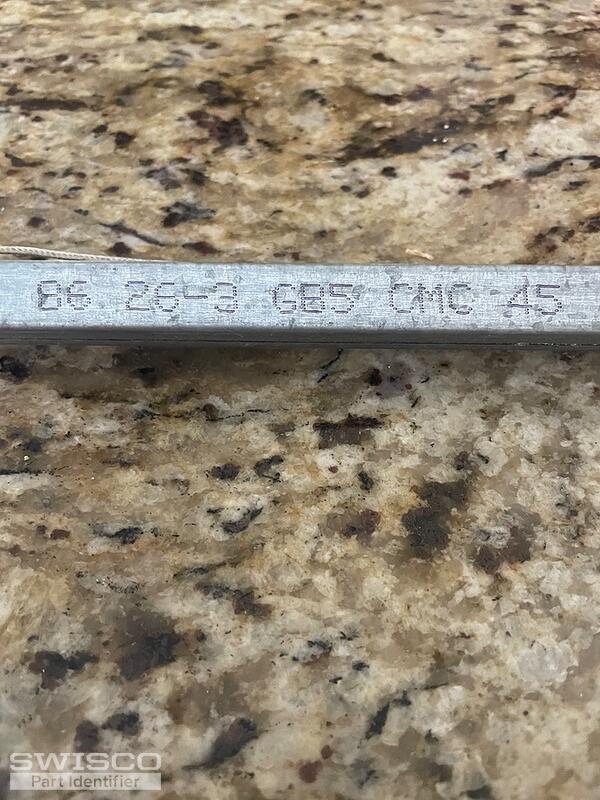 86 26-3 GB5 CMC 45
SWISCO
Part Identifier